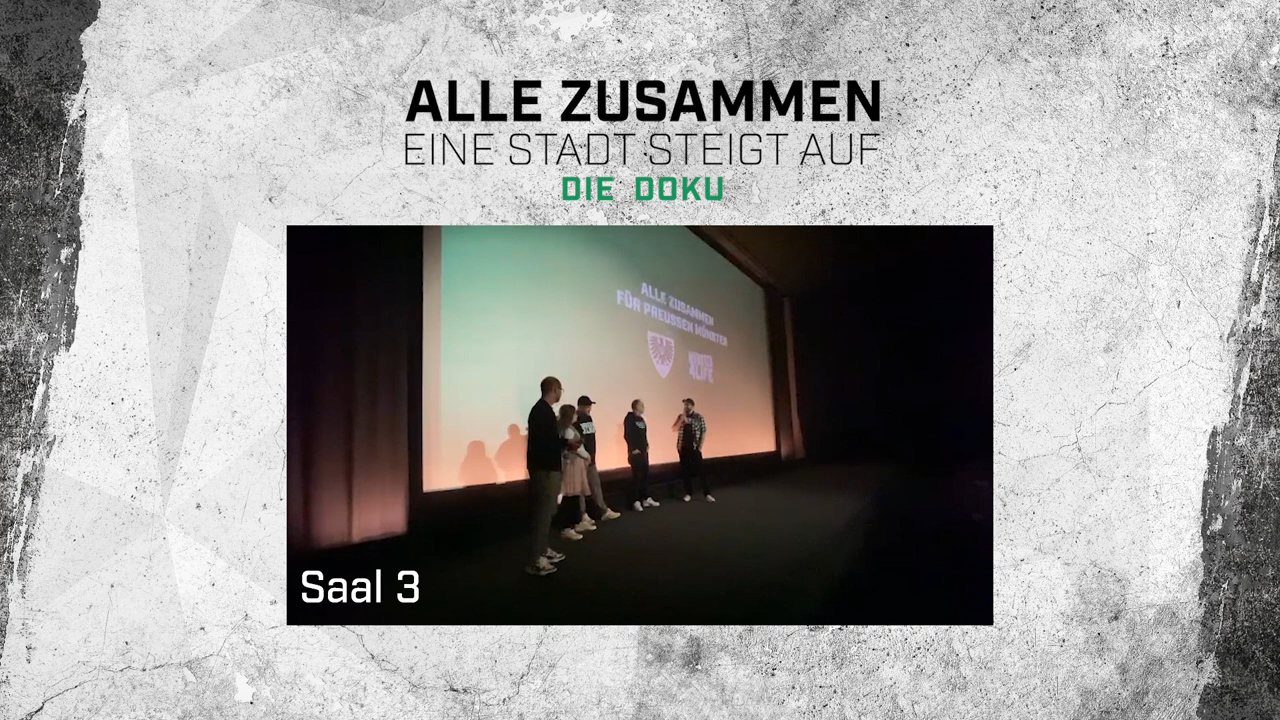 ALLE ZUSAMMEN
EINE STADT STEIGT AUF
DIE DOKU
ALLE ZUSAMMEN
FÜR PREUSSEN MÜNSTER
Saal 3